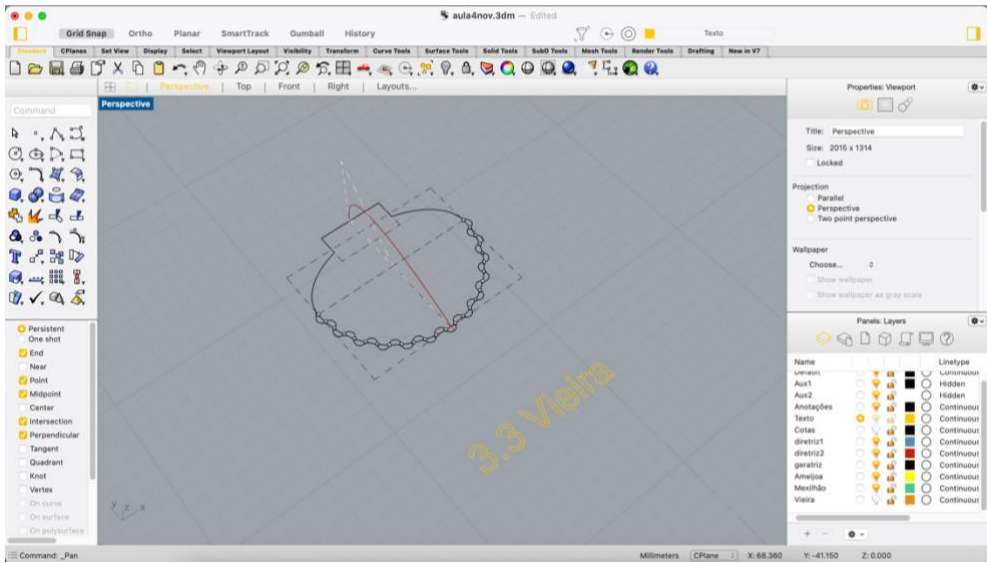 aula4nov.3dm — Edited
Grid Snap Ortho Planar SmartTrack Gumball History Texto
Standard CPlanes Set View Display Select Viewport Layout Visibility Transform Curve Tools Surface Tools Solid Tools SubD Tools Mesh Tools Render Tools Drafting New in V7
Perspective Top Front Right Layouts...
Perspective
Command
Persistent
One shot
End
Near
Point
Midpoint
Center
Intersection
Perpendicular
Tangent
Quadrant
Knot
Vertex
On curve
On surface
On polysurface
3.3 Vieira
y z x
Properties: Viewport
Title: Perspective
Size: 2016 x 1314
Locked
Projection
Parallel
Perspective
Two point perspective
Wallpaper
Choose...
Show wallpaper
Show wallpaper as gray scale
Panels: Layers
Name Linetype
Default Continuous
Aux1 Hidden
Aux2 Hidden
Anotações Continuous
Texto Continuous
Cotas Continuous
diretriz1 Continuous
diretriz2 Continuous
geratriz Continuous
Ameijoa Continuous
Mexilhão Continuous
Vieira Continuous
Command: _Pan Millimeters CPlane X: 68.360 Y: -41.150 Z: 0.000